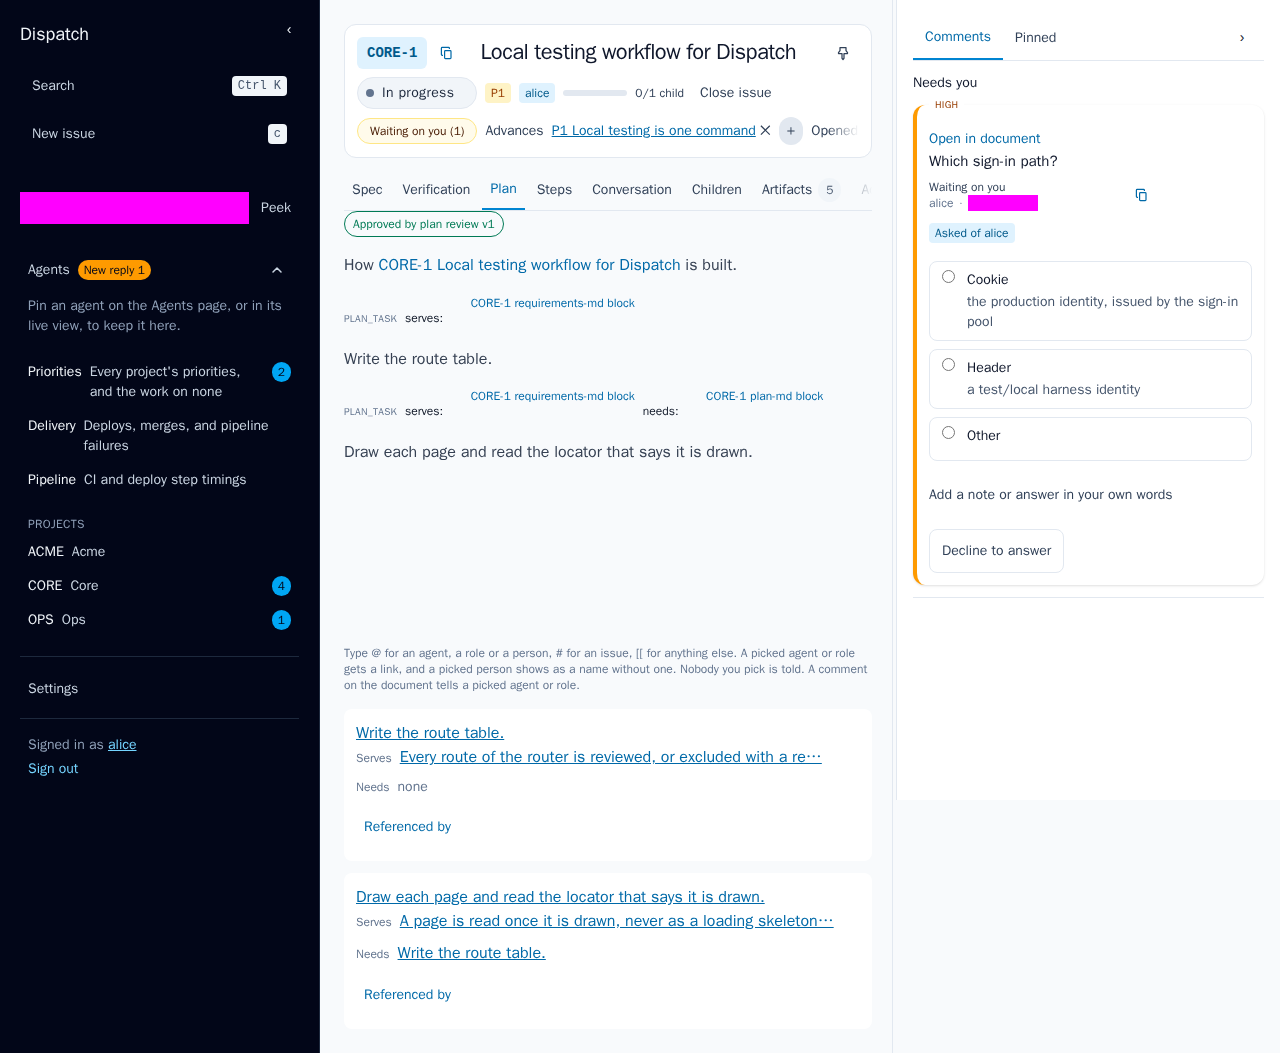 Dispatch
Search
Ctrl K
New issue
C
Peek
Agents
New reply 1
Pin an agent on the Agents page, or in its
live view, to keep it here.
Priorities
Every project's priorities,
and the work on none
2
Delivery
Deploys, merges, and pipeline
failures
Pipeline
CI and deploy step timings
PROJECTS
ACME Acme
CORE Core
4
OPS Ops
1
Settings
Signed in as alice
Sign out
CORE-1
Local testing workflow for Dispatch
In progress
P1
alice
0/1 child
Close issue
Waiting on you (1)
Advances
P1 Local testing is one command
+
Opened
Spec
Verification
Plan
Steps
Conversation
Children
Artifacts
5
Approved by plan review v1
How CORE-1 Local testing workflow for Dispatch is built.
CORE-1 requirements-md block
PLAN_TASK serves:
Write the route table.
CORE-1 requirements-md block
CORE-1 plan-md block
PLAN_TASK serves:
needs:
Draw each page and read the locator that says it is drawn.
Type @ for an agent, a role or a person, # for an issue, [[ for anything else. A picked agent or role
gets a link, and a picked person shows as a name without one. Nobody you pick is told. A comment
on the document tells a picked agent or role.
Write the route table.
Serves Every route of the router is reviewed, or excluded with a re…
Needs none
Referenced by
Draw each page and read the locator that says it is drawn.
Serves A page is read once it is drawn, never as a loading skeleton…
Needs Write the route table.
Referenced by
Comments
Pinned
Needs you
HIGH
Open in document
Which sign-in path?
Waiting on you
alice ·
Asked of alice
Cookie
the production identity, issued by the sign-in
pool
Header
a test/local harness identity
Other
Add a note or answer in your own words
Decline to answer